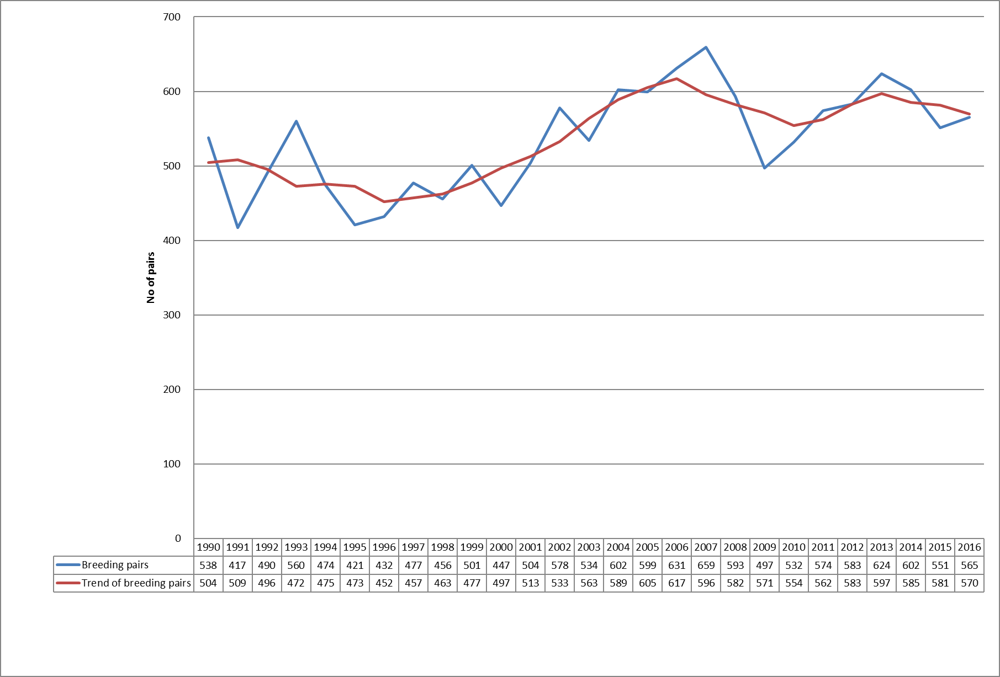 700
600
500
400
300
200
100
0
No of pairs
1990 1991 1992 1993 1994 1995 1996 1997 1998 1999 2000 2001 2002 2003 2004 2005 2006 2007 2008 2009 2010 2011 2012 2013 2014 2015 2016
Breeding pairs 538 417 490 560 474 421 432 477 456 501 447 504 578 534 602 599 631 659 593 497 532 574 583 624 602 551 565
Trend of breeding pairs 504 509 496 472 475 473 452 457 463 477 497 513 533 563 589 605 617 596 582 571 554 562 583 597 585 581 570